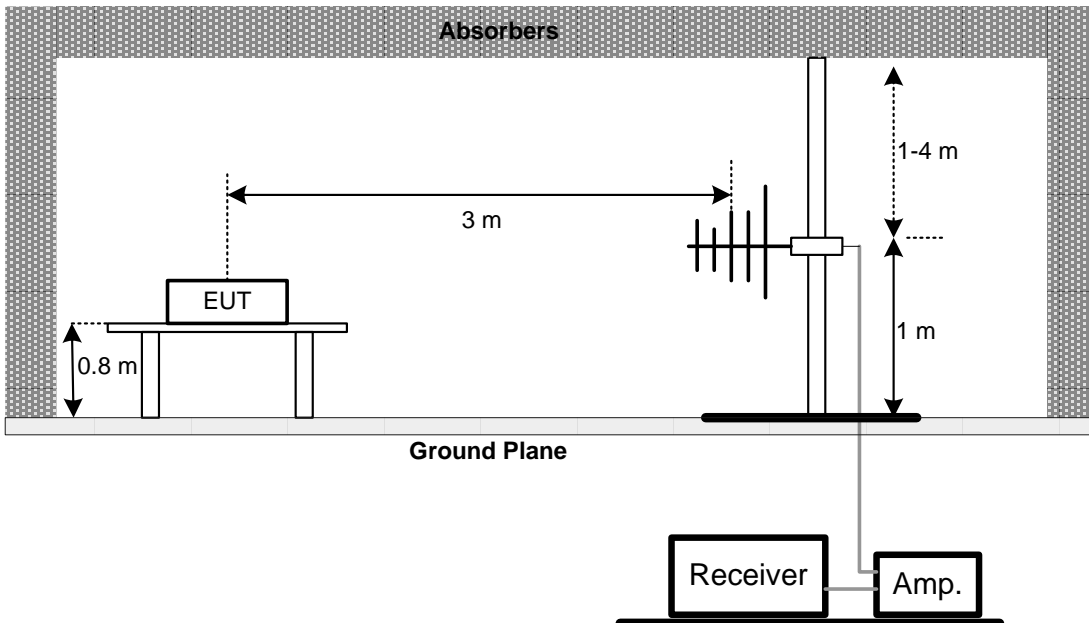 Absorbers
1-4 m
3 m
EUT
1 m
0.8 m
Ground Plane
Receiver
Amp.